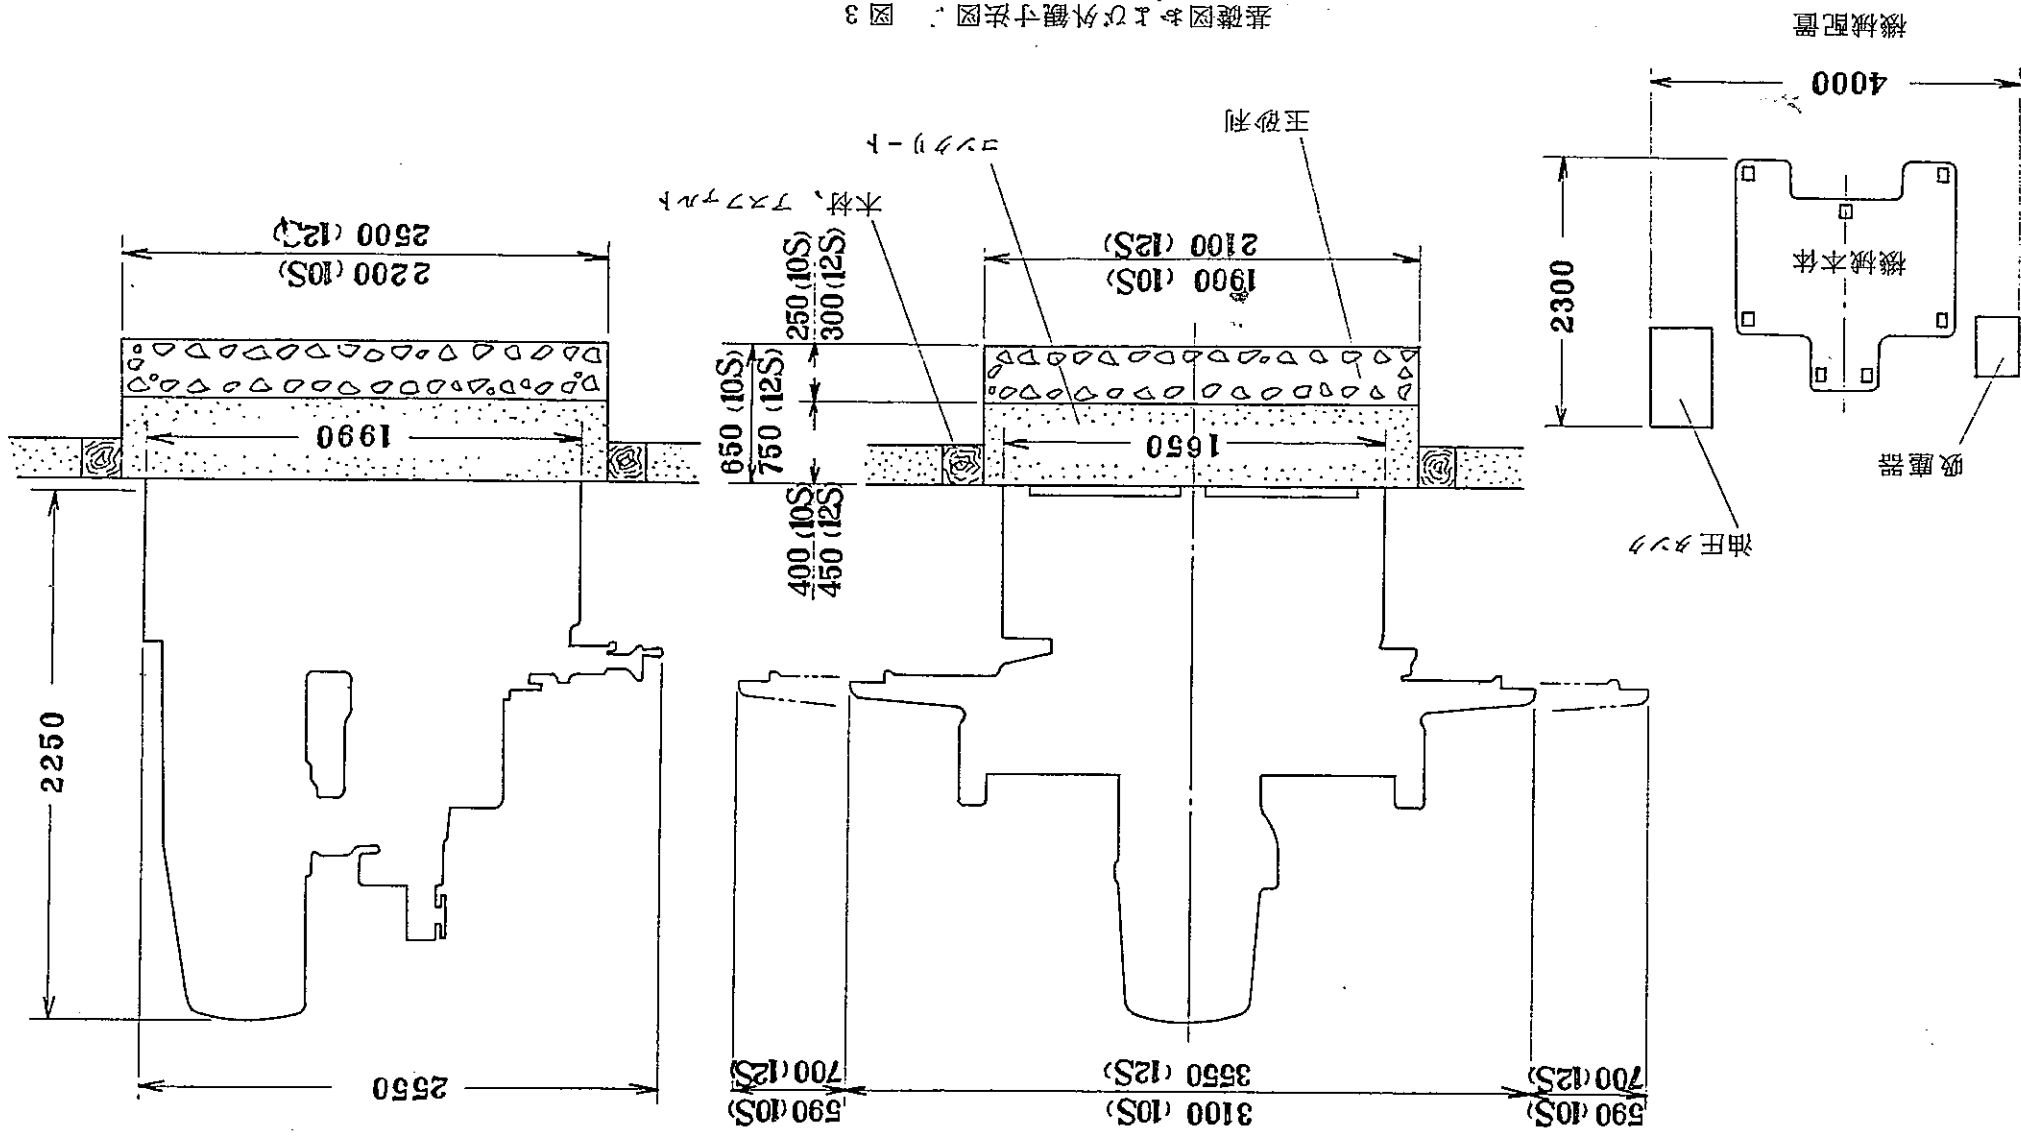 590 (10S)
700 (12S)
3100 (10S)
3550 (12S)
590 (10S)
700 (12S)
2550
2250
油圧タンク
吸塵器
機械本体
2300
4000
機械配置
400 (10S)
450 (12S)
650 (10S)
750 (12S)
250 (10S)
300 (12S)
1650
1990
1900 (10S)
2100 (12S)
2200 (10S)
2500 (12S)
木材、アスファルト
コンクリート
玉砂利
図 3 基礎図および外観寸法図